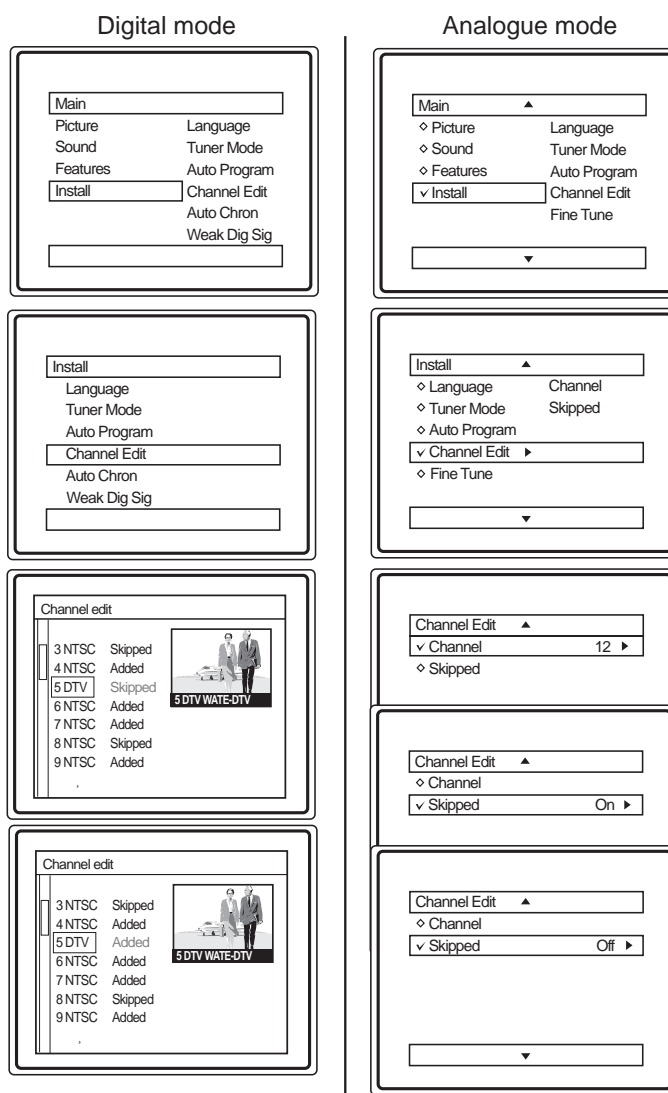 Digital mode
Main
Picture Language
Sound Tuner Mode
Features Auto Program
Install Channel Edit
Auto Chron
Weak Dig Sig
Install
Language
Tuner Mode
Auto Program
Channel Edit
Auto Chron
Weak Dig Sig
Channel edit
3 NTSC Skipped
4 NTSC Added
5 DTV Skipped
6 NTSC Added
7 NTSC Added
8 NTSC Skipped
9 NTSC Added
5 DTV WATE-DTV
Channel edit
3 NTSC Skipped
4 NTSC Added
5 DTV Added
6 NTSC Added
7 NTSC Added
8 NTSC Skipped
9 NTSC Added
5 DTV WATE-DTV
Analogue mode
Main
Picture Language
Sound Tuner Mode
Features Auto Program
Install Channel Edit
Fine Tune
Install
Language Channel
Tuner Mode Skipped
Auto Program
Channel Edit
Fine Tune
Channel Edit
Channel 12
Skipped
Channel Edit
Channel
Skipped On
Channel Edit
Channel
Skipped Off